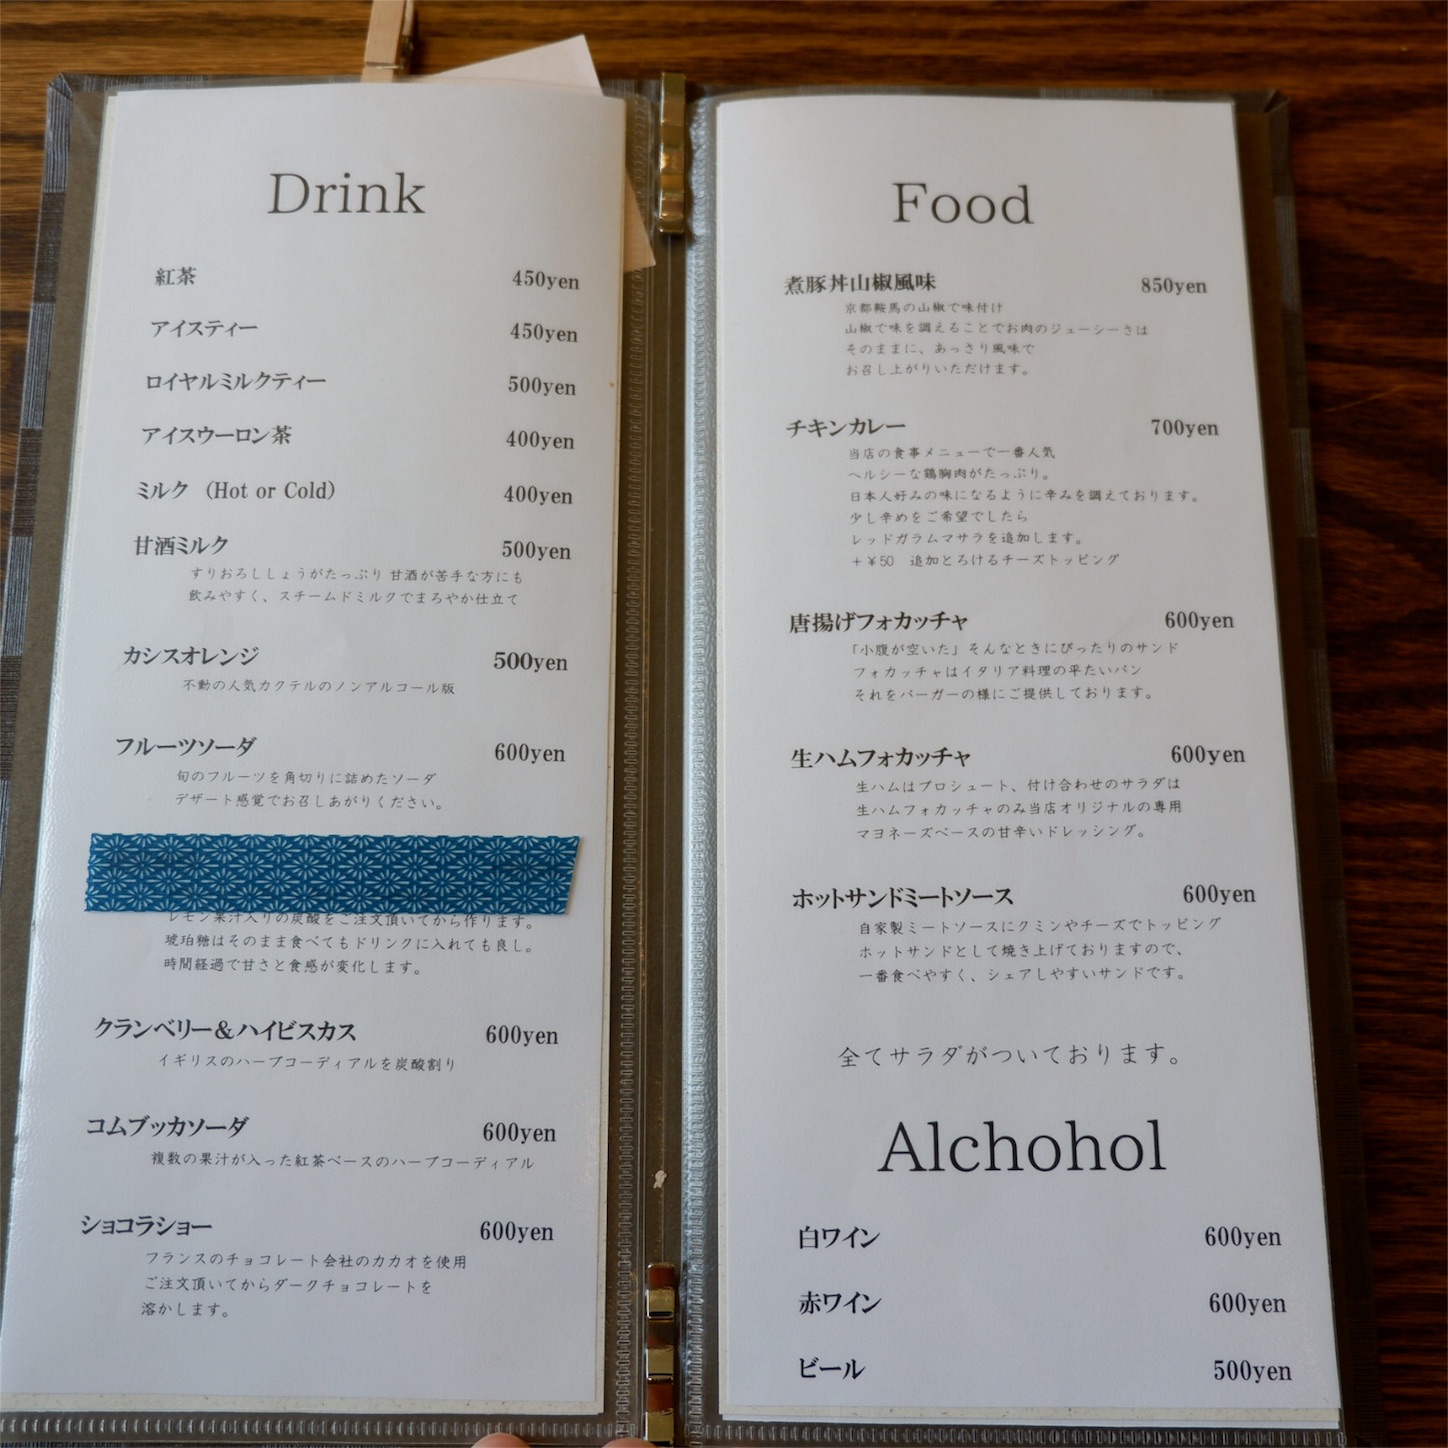 Drink
紅茶 450yen
アイスティー 450yen
ロイヤルミルクティー 500yen
アイスウーロン茶 400yen
ミルク (Hot or Cold) 400yen
甘酒ミルク 500yen
すりおろししょうがたっぷり 甘酒が苦手な方にも
飲みやすく、スチームドミルクでまろやか仕立て
カシスオレンジ 500yen
不動の人気カクテルのノンアルコール版
フルーツソーダ 600yen
旬のフルーツを角切りに詰めたソーダ
デザート感覚でお召しあがりください。
レモン果汁入りの炭酸をご注文頂いてから作ります。
琥珀糖はそのまま食べてもドリンクに入れても良し。
時間経過で甘さと食感が変化します。
クランベリー＆ハイビスカス 600yen
イギリスのハーブコーディアルを炭酸割り
コムブッカソーダ 600yen
複数の果汁が入った紅茶ベースのハーブコーディアル
ショコラショー 600yen
フランスのチョコレート会社のカカオを使用
ご注文頂いてからダークチョコレートを
溶かします。
Food
煮豚丼山椒風味 850yen
京都鞍馬の山椒で味付け
山椒で味を調えることでお肉のジューシーさは
そのままに、あっさり風味で
お召し上がりいただけます。
チキンカレー 700yen
当店の食事メニューで一番人気
ヘルシーな鶏胸肉がたっぷり。
日本人好みの味になるように辛みを調えております。
少し辛めをご希望でしたら
レッドガラムマサラを追加します。
＋¥50 追加とろけるチーズトッピング
唐揚げフォカッチャ 600yen
「小腹が空いた」そんなときにぴったりのサンド
フォカッチャはイタリア料理の平たいパン
それをバーガーの様にご提供しております。
生ハムフォカッチャ 600yen
生ハムはプロシュート、付け合わせのサラダは
生ハムフォカッチャのみ当店オリジナルの専用
マヨネーズベースの甘辛いドレッシング。
ホットサンドミートソース 600yen
自家製ミートソースにクミンやチーズでトッピング
ホットサンドとして焼き上げておりますので、
一番食べやすく、シェアしやすいサンドです。
全てサラダがついております。
Alchohol
白ワイン 600yen
赤ワイン 600yen
ビール 500yen